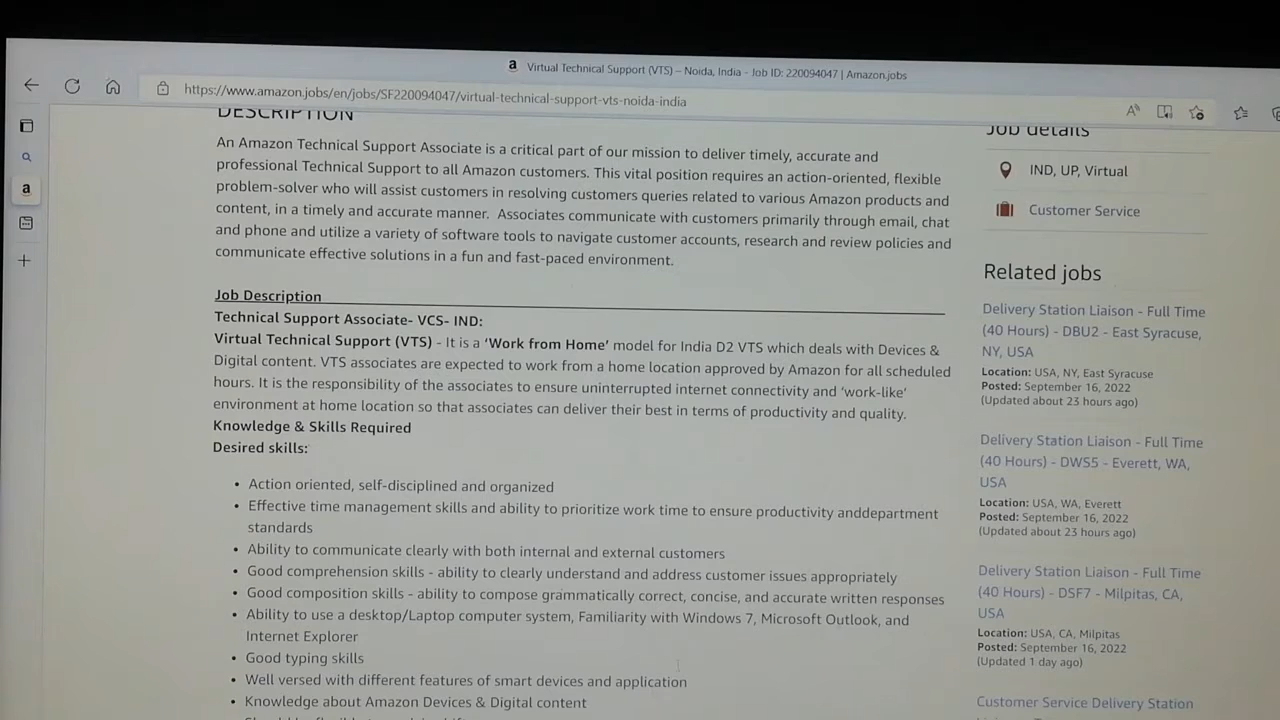 a Virtual Technical Support (VTS) – Noida, India - Job ID: 220094047 | Amazon.jobs
https://www.amazon.jobs/en/jobs/SF220094047/virtual-technical-support-vts-noida-india
a
DESCRIPTION
An Amazon Technical Support Associate is a critical part of our mission to deliver timely, accurate and
professional Technical Support to all Amazon customers. This vital position requires an action-oriented, flexible
problem-solver who will assist customers in resolving customers queries related to various Amazon products and
content, in a timely and accurate manner. Associates communicate with customers primarily through email, chat
and phone and utilize a variety of software tools to navigate customer accounts, research and review policies and
communicate effective solutions in a fun and fast-paced environment.
Job Description
Technical Support Associate- VCS- IND:
Virtual Technical Support (VTS) - It is a ‘Work from Home’ model for India D2 VTS which deals with Devices &
Digital content. VTS associates are expected to work from a home location approved by Amazon for all scheduled
hours. It is the responsibility of the associates to ensure uninterrupted internet connectivity and ‘work-like’
environment at home location so that associates can deliver their best in terms of productivity and quality.
Knowledge & Skills Required
Desired skills:
• Action oriented, self-disciplined and organized
• Effective time management skills and ability to prioritize work time to ensure productivity anddepartment
standards
• Ability to communicate clearly with both internal and external customers
• Good comprehension skills - ability to clearly understand and address customer issues appropriately
• Good composition skills - ability to compose grammatically correct, concise, and accurate written responses
• Ability to use a desktop/Laptop computer system, Familiarity with Windows 7, Microsoft Outlook, and
Internet Explorer
• Good typing skills
• Well versed with different features of smart devices and application
• Knowledge about Amazon Devices & Digital content
Job details
IND, UP, Virtual
Customer Service
Related jobs
Delivery Station Liaison - Full Time
(40 Hours) - DBU2 - East Syracuse,
NY, USA
Location: USA, NY, East Syracuse
Posted: September 16, 2022
(Updated about 23 hours ago)
Delivery Station Liaison - Full Time
(40 Hours) - DWS5 - Everett, WA,
USA
Location: USA, WA, Everett
Posted: September 16, 2022
(Updated about 23 hours ago)
Delivery Station Liaison - Full Time
(40 Hours) - DSF7 - Milpitas, CA,
USA
Location: USA, CA, Milpitas
Posted: September 16, 2022
(Updated 1 day ago)
Customer Service Delivery Station